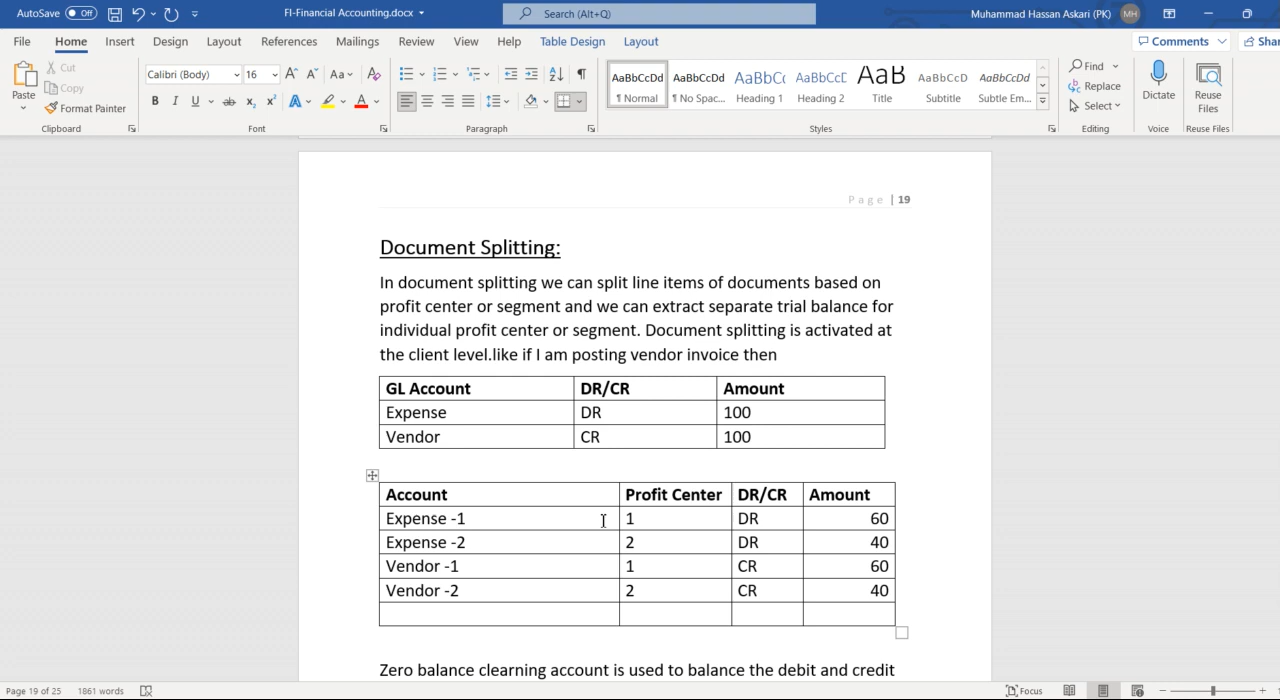 AutoSave Off FI-Financial Accounting.docx Search (Alt+Q) Muhammad Hassan Askari (PK) MH
File Home Insert Design Layout References Mailings Review View Help Table Design Layout Comments Shar
Paste Cut Copy Format Painter Clipboard
Calibri (Body) 16 Font
Paragraph
AaBbCcDd AaBbCcDd AaBbC( AaBbCcE AaB AaBbCcD AaBbCcDd
¶ Normal ¶ No Spac... Heading 1 Heading 2 Title Subtitle Subtle Em...
Styles
Find Replace Select Editing
Dictate Voice
Reuse Files Reuse Files
Page | 19
Document Splitting:
In document splitting we can split line items of documents based on
profit center or segment and we can extract separate trial balance for
individual profit center or segment. Document splitting is activated at
the client level.like if I am posting vendor invoice then
GL Account DR/CR Amount
Expense DR 100
Vendor CR 100
Account Profit Center DR/CR Amount
Expense -1 1 DR 60
Expense -2 2 DR 40
Vendor -1 1 CR 60
Vendor -2 2 CR 40
Zero balance clearning account is used to balance the debit and credit
Page 19 of 25 1861 words Focus